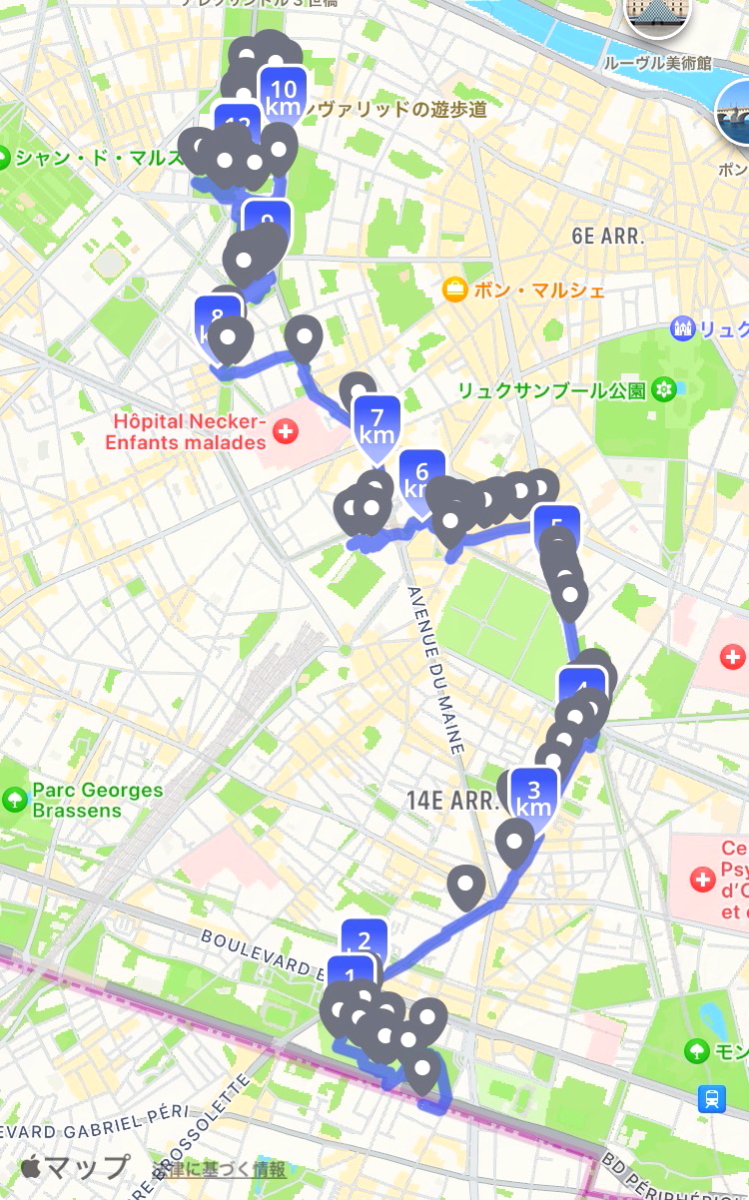 ルーヴル美術館
10
km
ンヴァリッドの遊歩道
12
シャン・ド・マルス
ポン
9
6E ARR.
ボン・マルシェ
8
リュク
リュクサンブール公園
Hôpital Necker-
Enfants malades
7
km
6
km
5
AVENUE DU MAINE
4
Parc Georges
Brassens
14E ARR.
3
km
Ce
Psy
d'O
et
BOULEVARD B
2
1
モン
EVARD GABRIEL PÉRI
RE BROSSOLETTE
マップ
法律に基づく情報
BD PÉRIPHÉRIQ